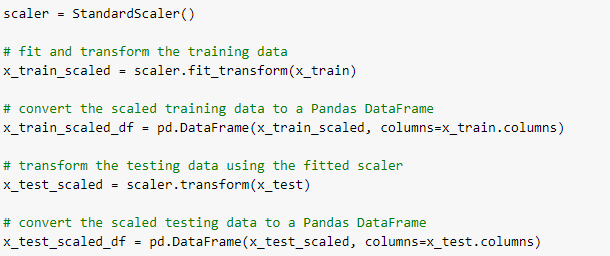 scaler = StandardScaler()
# fit and transform the training data
x_train_scaled = scaler.fit_transform(x_train)
# convert the scaled training data to a Pandas DataFrame
x_train_scaled_df = pd.DataFrame(x_train_scaled, columns=x_train.columns)
# transform the testing data using the fitted scaler
x_test_scaled = scaler.transform(x_test)
# convert the scaled testing data to a Pandas DataFrame
x_test_scaled_df = pd.DataFrame(x_test_scaled, columns=x_test.columns)